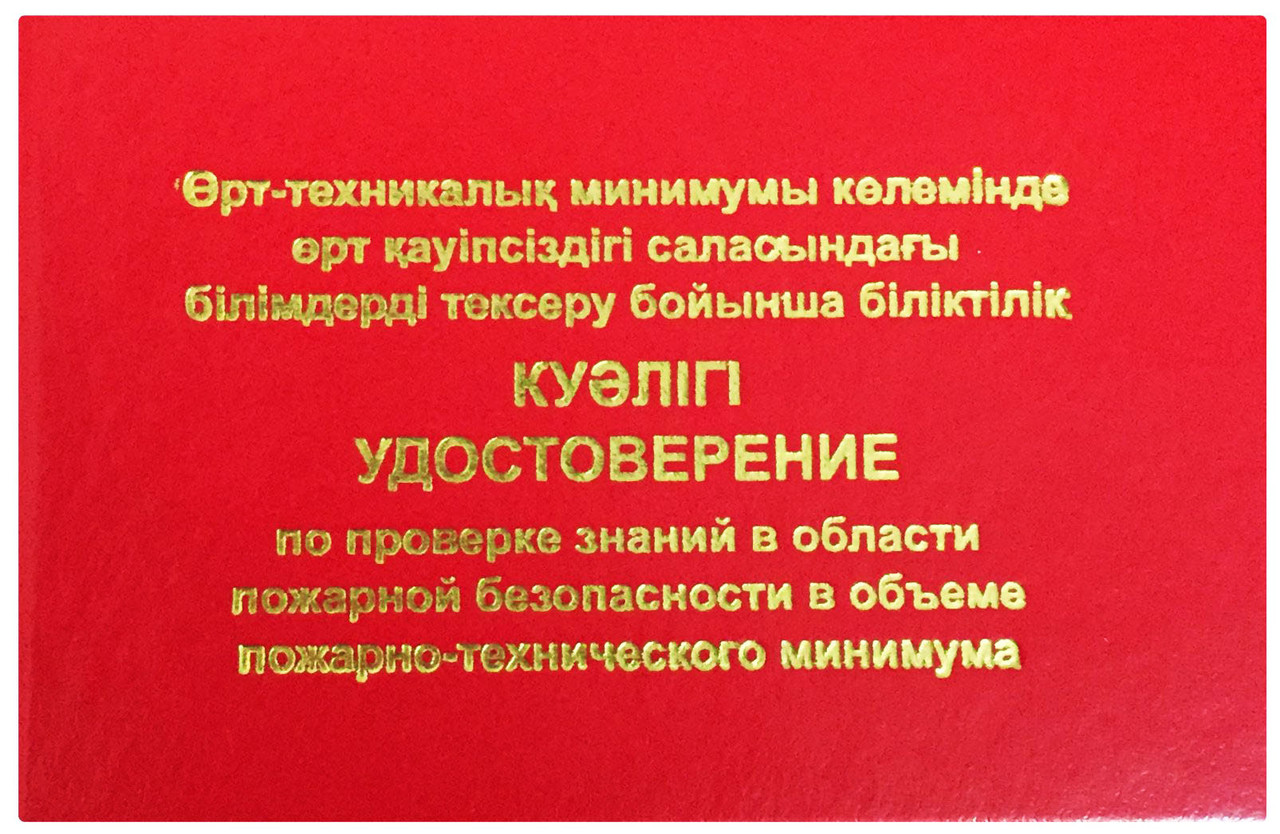 Өрт-техникалық минимумы көлемінде
өрт қауіпсіздігі саласындағы
білімдерді тексеру бойынша біліктілік
КУӘЛІГІ
УДОСТОВЕРЕНИЕ
по проверке знаний в области
пожарной безопасности в объеме
пожарно-технического минимума